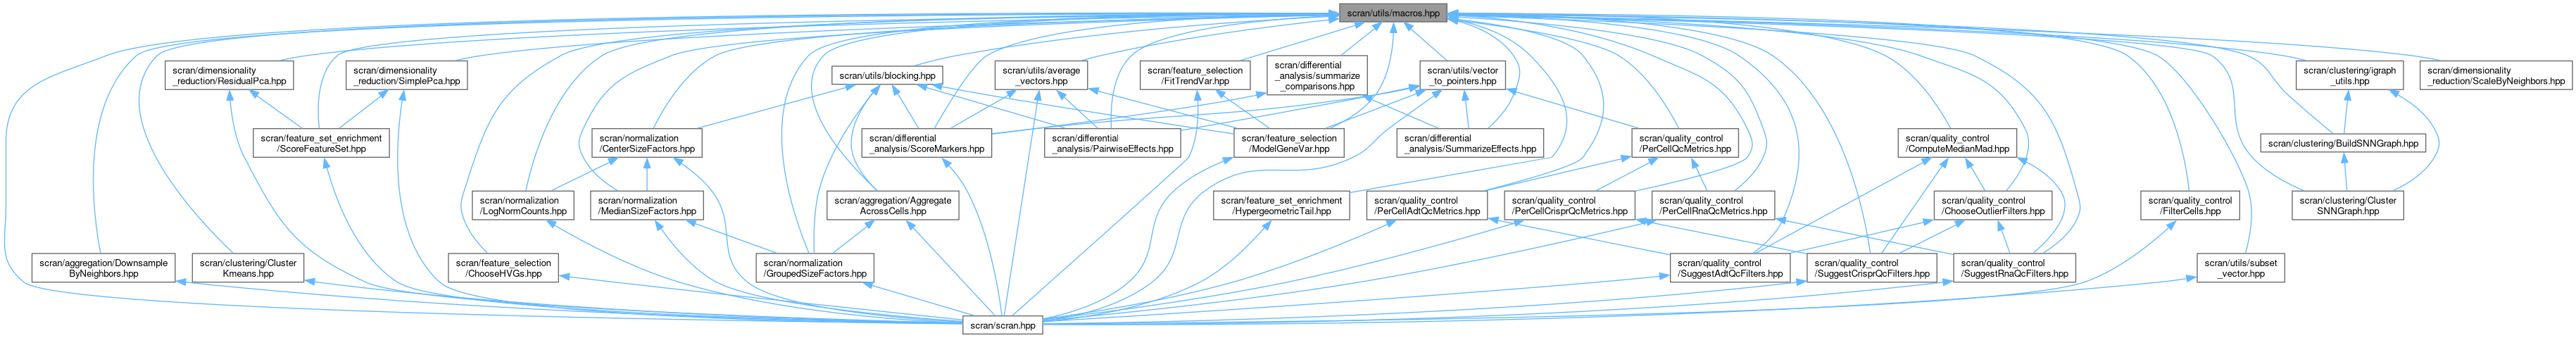 scran/utils/macros.hpp
scran/dimensionality
_reduction/ResidualPca.hpp
scran/dimensionality
_reduction/SimplePca.hpp
scran/utils/blocking.hpp
scran/utils/average
_vectors.hpp
scran/feature_selection
/FitTrendVar.hpp
scran/differential
_analysis/summarize
_comparisons.hpp
scran/utils/vector
_to_pointers.hpp
scran/clustering/igraph
_utils.hpp
scran/dimensionality
_reduction/ScaleByNeighbors.hpp
scran/feature_set_enrichment
/ScoreFeatureSet.hpp
scran/normalization
/CenterSizeFactors.hpp
scran/differential
_analysis/ScoreMarkers.hpp
scran/differential
_analysis/PairwiseEffects.hpp
scran/feature_selection
/ModelGeneVar.hpp
scran/differential
_analysis/SummarizeEffects.hpp
scran/quality_control
/PerCellQcMetrics.hpp
scran/quality_control
/ComputeMedianMad.hpp
scran/clustering/BuildSNNGraph.hpp
scran/normalization
/LogNormCounts.hpp
scran/normalization
/MedianSizeFactors.hpp
scran/aggregation/Aggregate
AcrossCells.hpp
scran/feature_set_enrichment
/HypergeometricTail.hpp
scran/quality_control
/PerCellAdtQcMetrics.hpp
scran/quality_control
/PerCellCrisprQcMetrics.hpp
scran/quality_control
/PerCellRnaQcMetrics.hpp
scran/quality_control
/ChooseOutlierFilters.hpp
scran/quality_control
/FilterCells.hpp
scran/clustering/Cluster
SNNGraph.hpp
scran/aggregation/Downsample
ByNeighbors.hpp
scran/clustering/Cluster
Kmeans.hpp
scran/feature_selection
/ChooseHVGs.hpp
scran/normalization
/GroupedSizeFactors.hpp
scran/quality_control
/SuggestAdtQcFilters.hpp
scran/quality_control
/SuggestCrisprQcFilters.hpp
scran/quality_control
/SuggestRnaQcFilters.hpp
scran/utils/subset
_vector.hpp
scran/scran.hpp